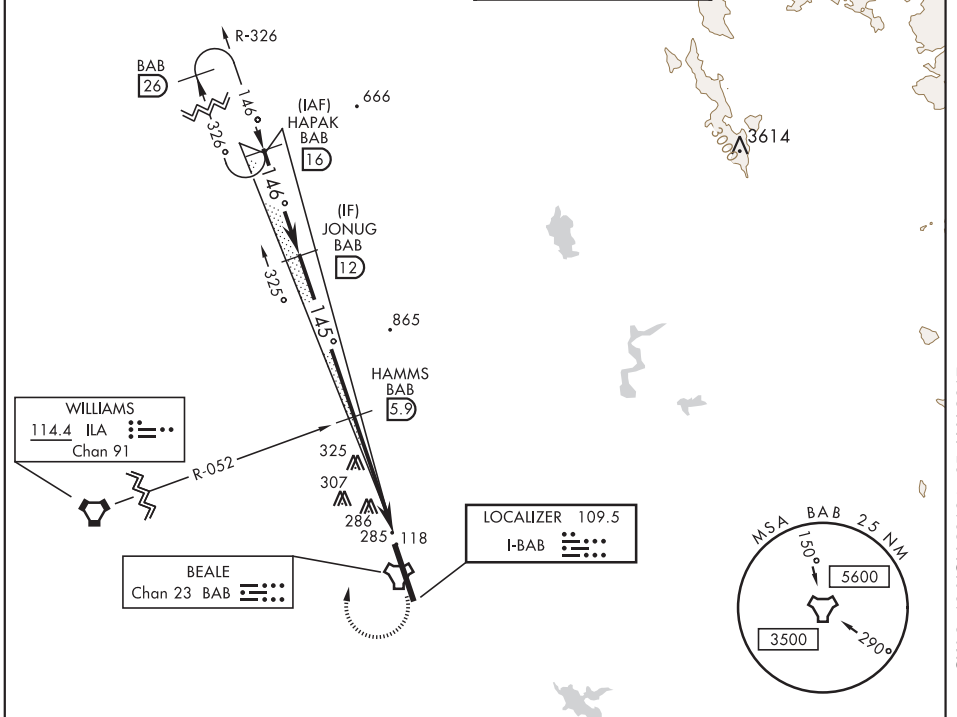 R-326
BAB
26
146°
326°
666
(IAF)
HAPAK
BAB
16
3000
3614
146°
(IF)
JONUG
BAB
12
325°
145°
865
HAMMS
BAB
5.9
WILLIAMS
114.4 ILA
Chan 91
R-052
325
307
286
285
118
LOCALIZER 109.5
I-BAB
BEALE
Chan 23 BAB
MSA BAB 25 NM
150°
5600
3500
290°